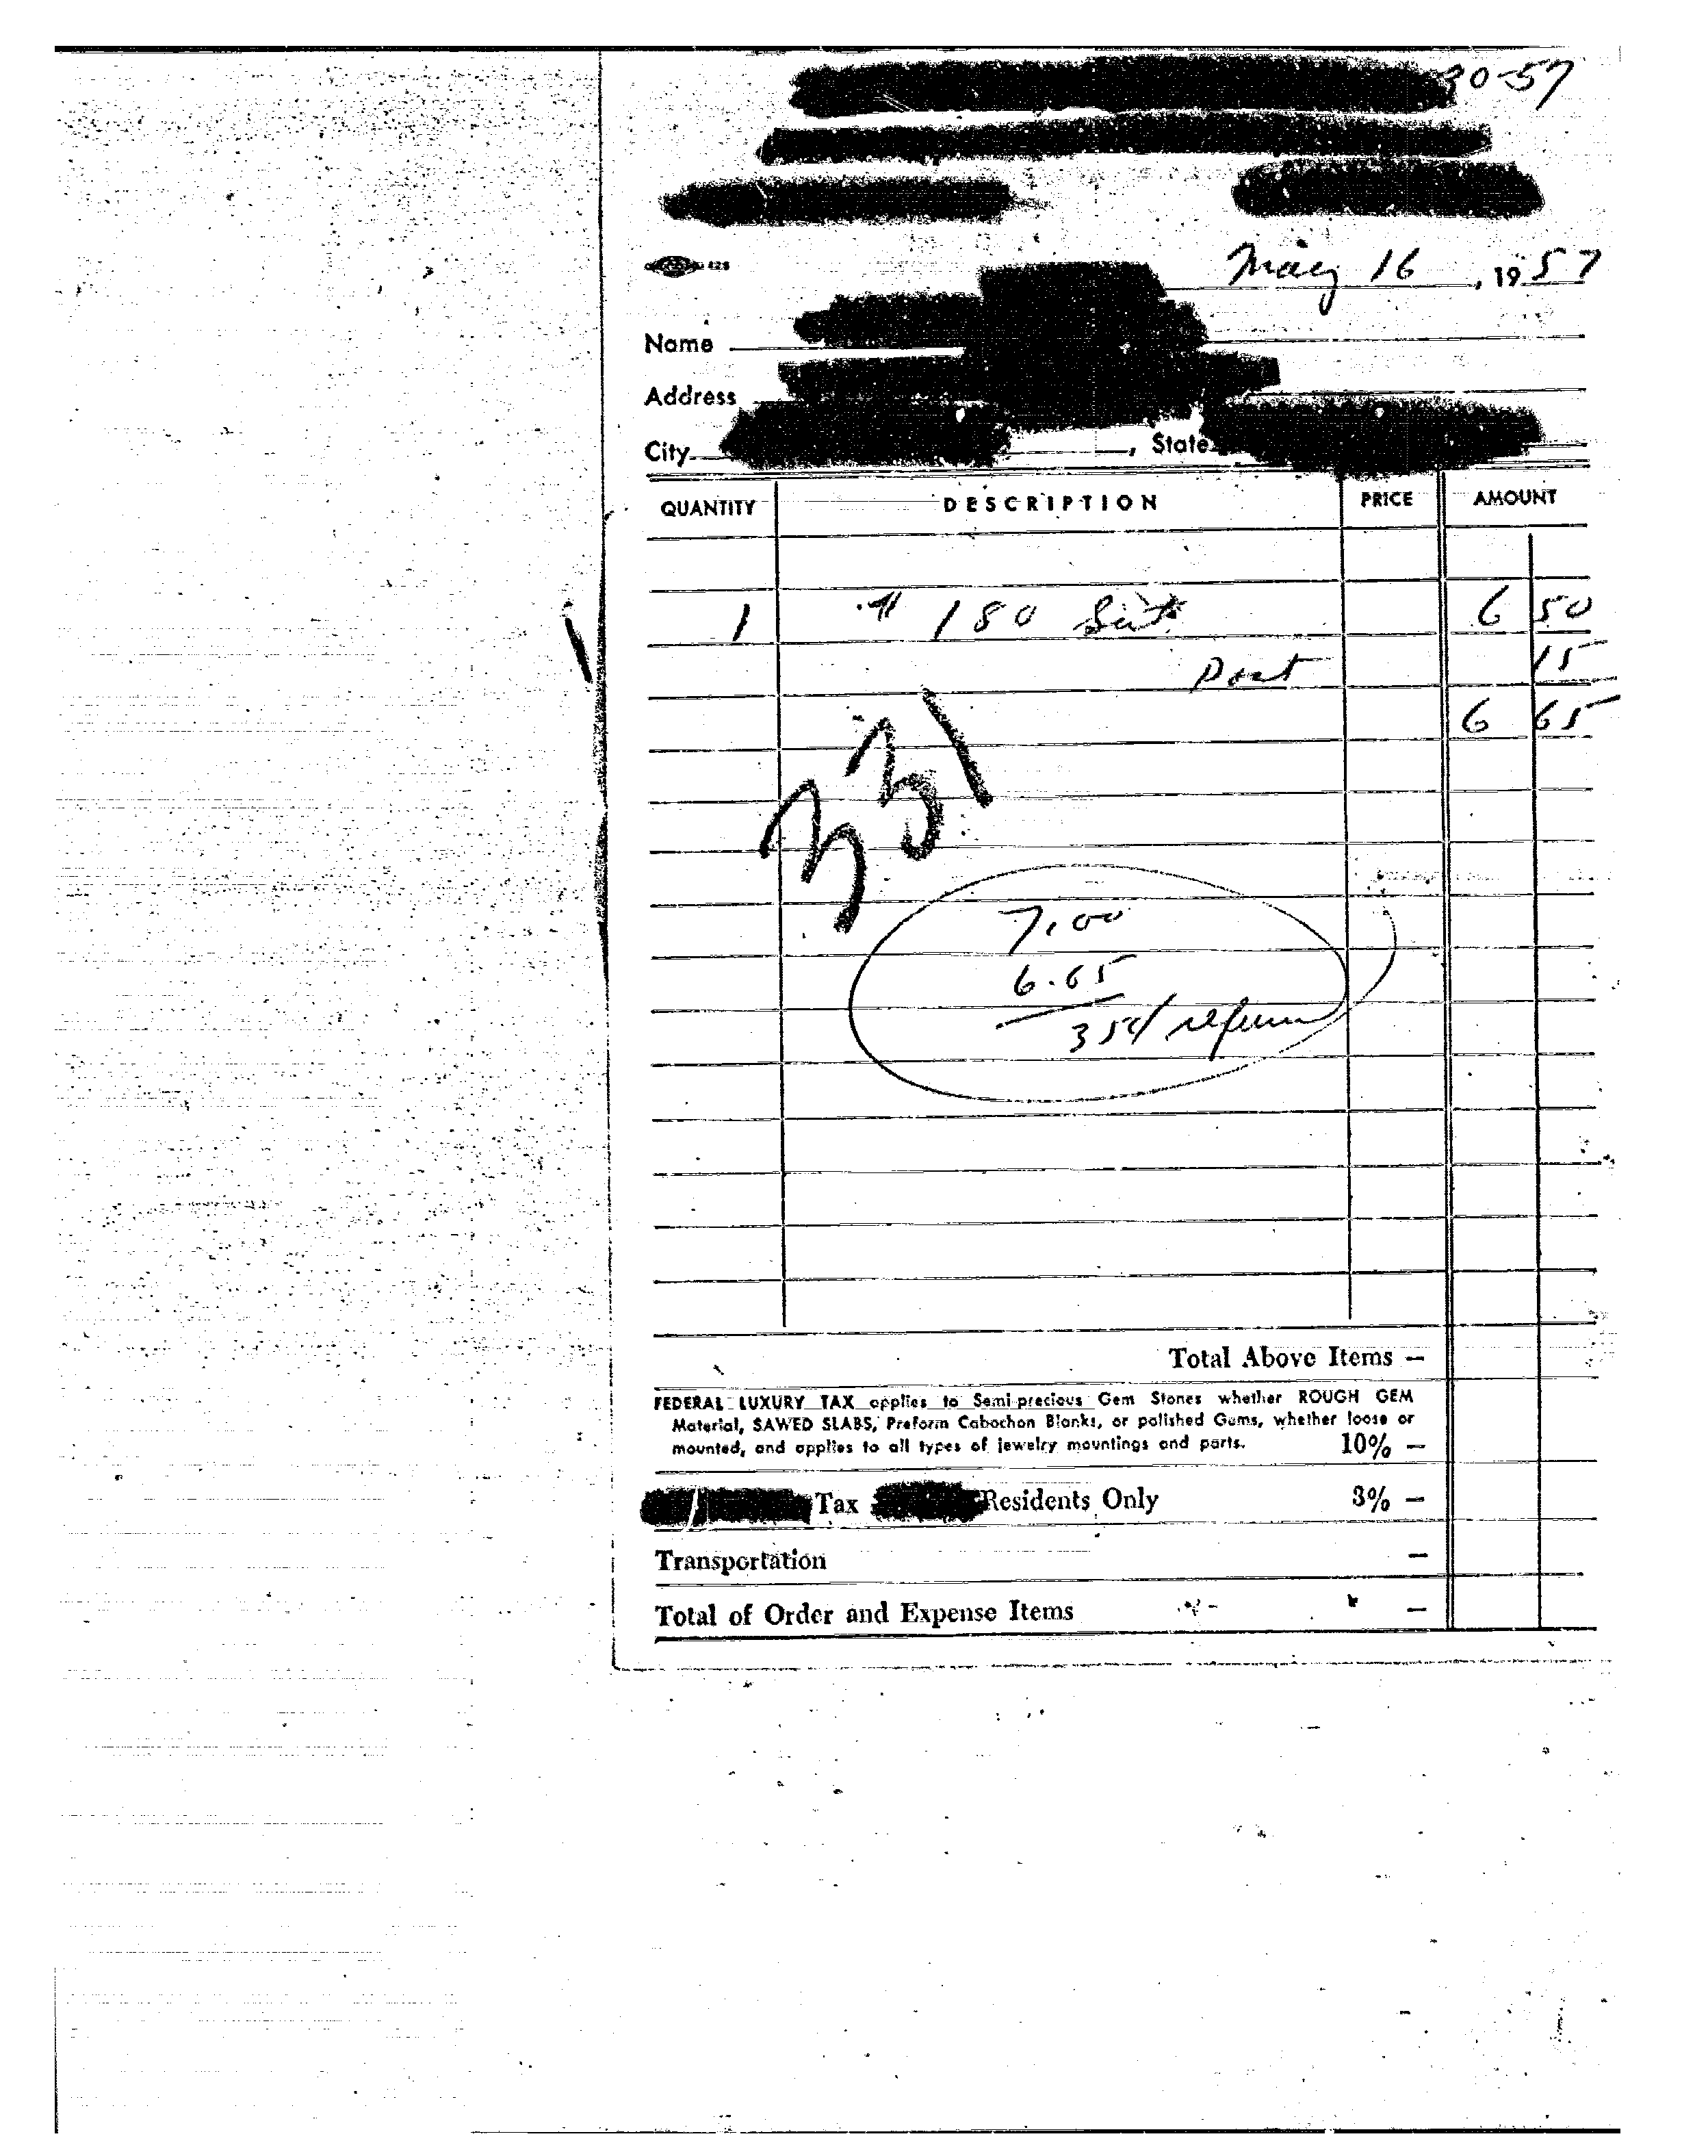 30-57
428
May 16, 1957
Name
Address
City , State
QUANTITY DESCRIPTION PRICE AMOUNT
1 # 180 6 50
Post 15
6 65
331
7.00
6.65
35¢ refund
Total Above Items —
FEDERAL LUXURY TAX applies to Semi-precious Gem Stones whether ROUGH GEM
Material, SAWED SLABS, Preform Cabochon Blanks, or polished Gems, whether loose or
mounted, and applies to all types of jewelry mountings and parts. 10% —
Tax Residents Only 3% —
Transportation —
Total of Order and Expense Items —